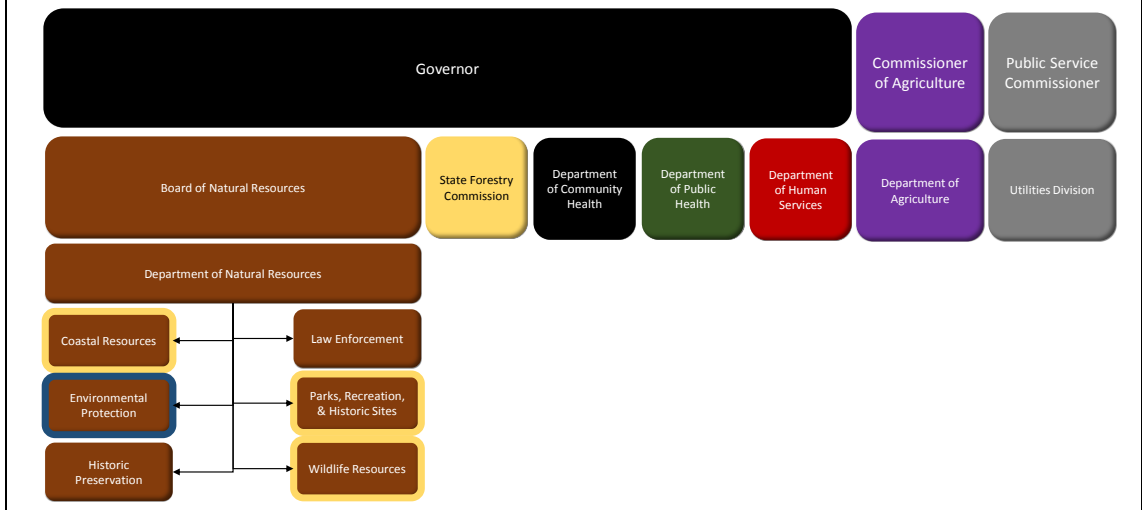 Governor
Commissioner
of Agriculture
Public Service
Commissioner
Board of Natural Resources
State Forestry
Commission
Department
of Community
Health
Department
of Public
Health
Department
of Human
Services
Department of
Agriculture
Utilities Division
Department of Natural Resources
Coastal Resources
Law Enforcement
Environmental
Protection
Parks, Recreation,
& Historic Sites
Historic
Preservation
Wildlife Resources